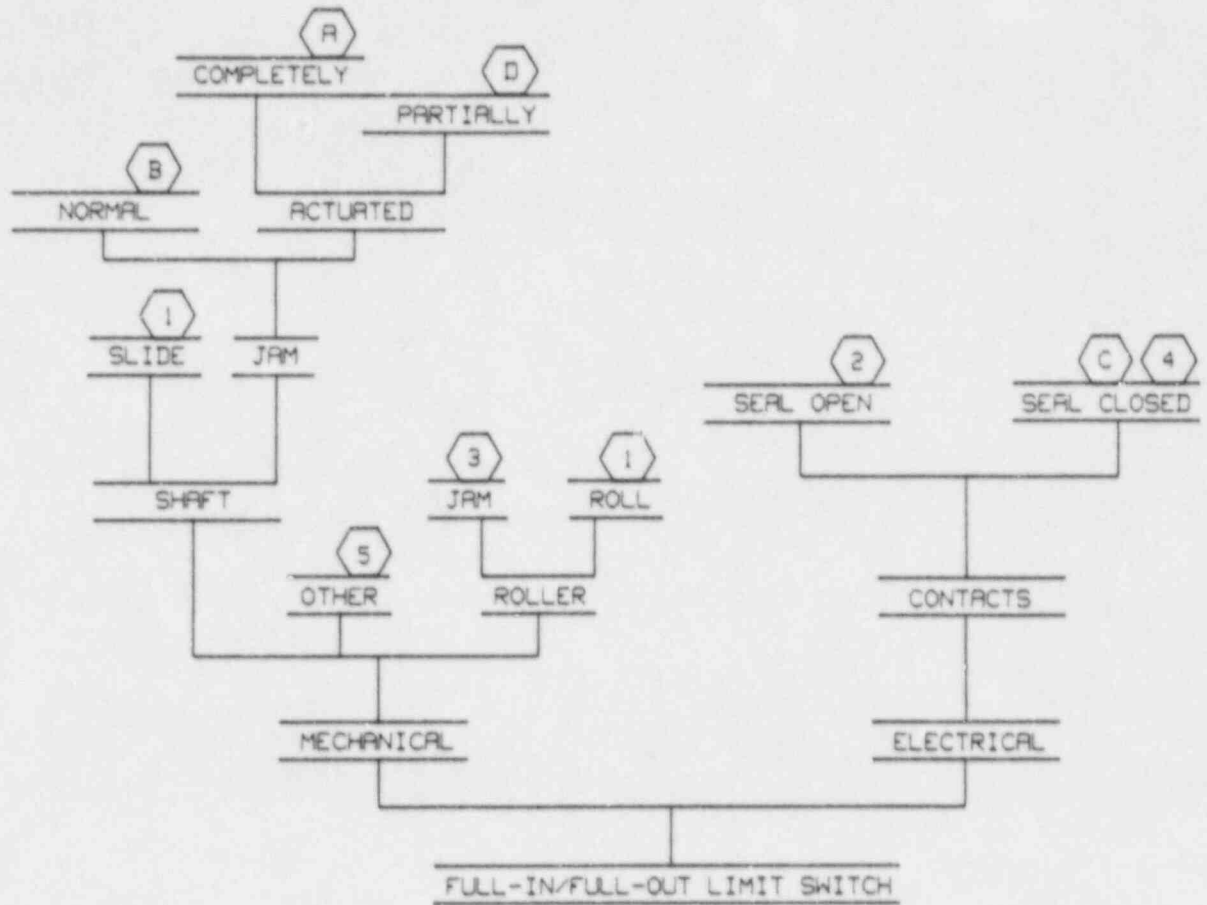 A
COMPLETELY
D
PARTIALLY
B
NORMAL
ACTUATED
1
SLIDE
JAM
2
SEAL OPEN
C 4
SEAL CLOSED
SHAFT
3
JAM
1
ROLL
5
OTHER
ROLLER
CONTACTS
MECHANICAL
ELECTRICAL
FULL-IN/FULL-OUT LIMIT SWITCH